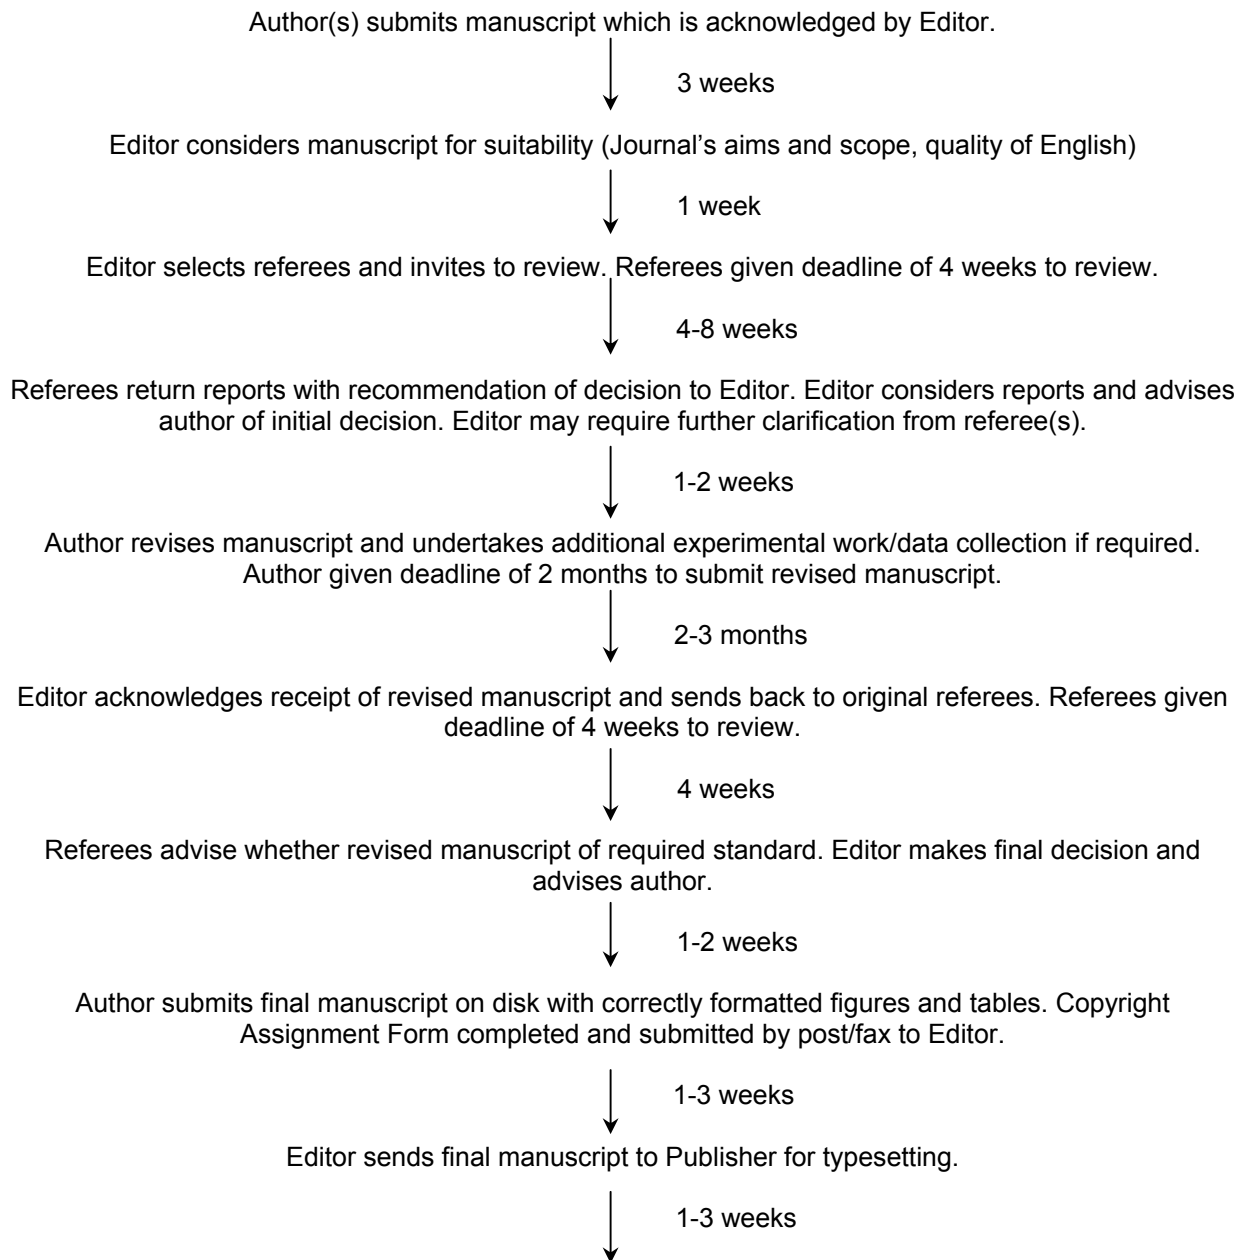 Author(s) submits manuscript which is acknowledged by Editor.
3 weeks
Editor considers manuscript for suitability (Journal’s aims and scope, quality of English)
1 week
Editor selects referees and invites to review. Referees given deadline of 4 weeks to review.
4-8 weeks
Referees return reports with recommendation of decision to Editor. Editor considers reports and advises
author of initial decision. Editor may require further clarification from referee(s).
1-2 weeks
Author revises manuscript and undertakes additional experimental work/data collection if required.
Author given deadline of 2 months to submit revised manuscript.
2-3 months
Editor acknowledges receipt of revised manuscript and sends back to original referees. Referees given
deadline of 4 weeks to review.
4 weeks
Referees advise whether revised manuscript of required standard. Editor makes final decision and
advises author.
1-2 weeks
Author submits final manuscript on disk with correctly formatted figures and tables. Copyright
Assignment Form completed and submitted by post/fax to Editor.
1-3 weeks
Editor sends final manuscript to Publisher for typesetting.
1-3 weeks